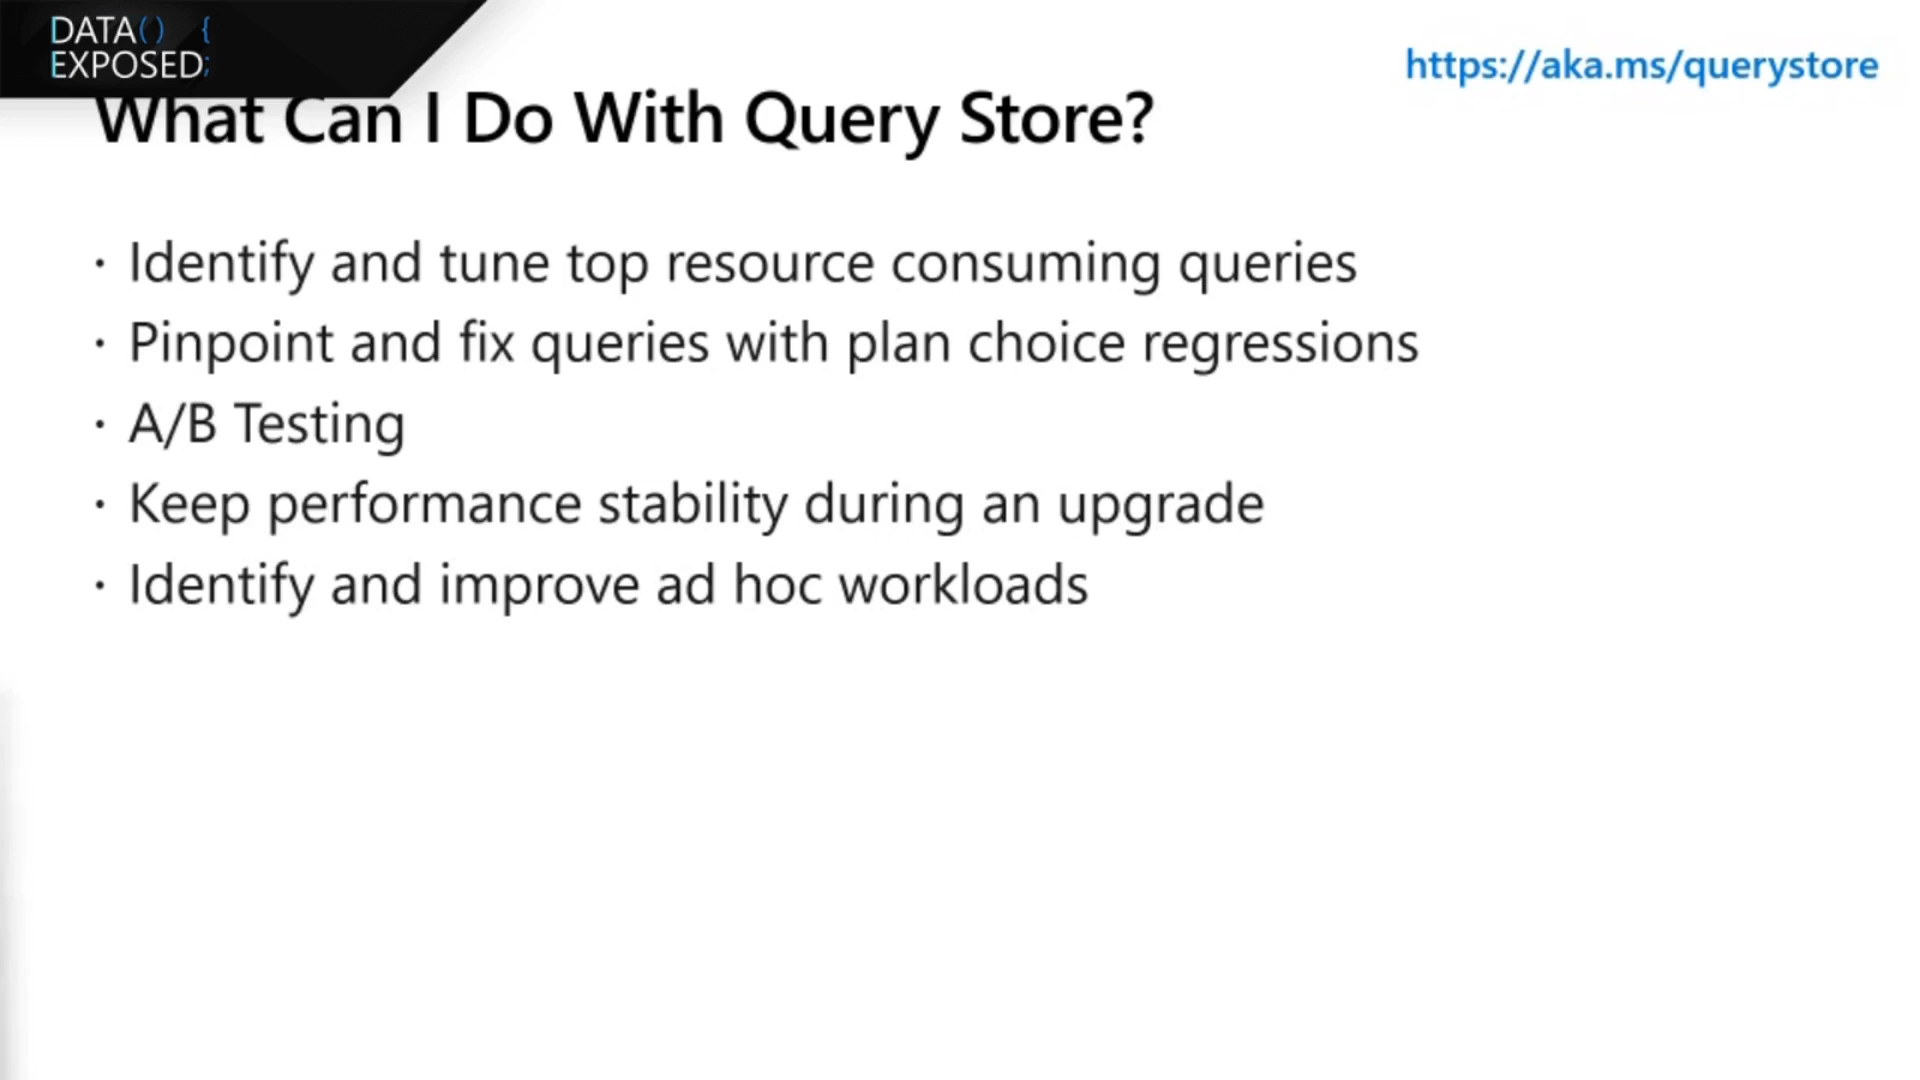 DATA() {
EXPOSED;
https://aka.ms/querystore
What Can I Do With Query Store?
· Identify and tune top resource consuming queries
· Pinpoint and fix queries with plan choice regressions
· A/B Testing
· Keep performance stability during an upgrade
· Identify and improve ad hoc workloads